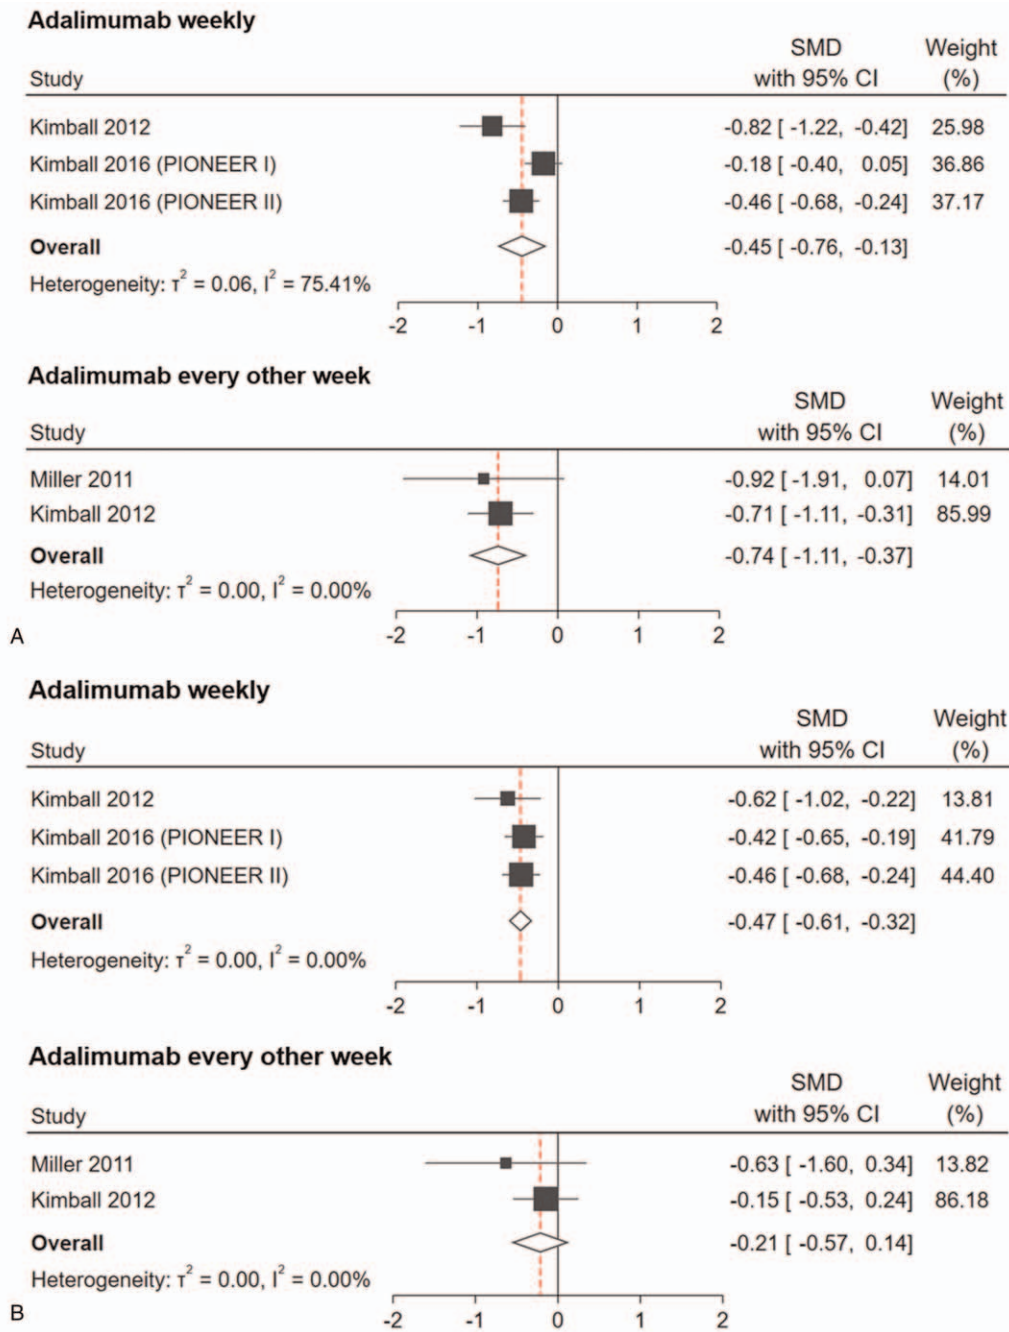 Adalimumab weekly
SMD Weight
Study with 95% CI (%)
Kimball 2012 -0.82 [ -1.22, -0.42] 25.98
Kimball 2016 (PIONEER I) -0.18 [ -0.40, 0.05] 36.86
Kimball 2016 (PIONEER II) -0.46 [ -0.68, -0.24] 37.17
Overall -0.45 [ -0.76, -0.13]
Heterogeneity: τ² = 0.06, I² = 75.41%
-2 -1 0 1 2
Adalimumab every other week
SMD Weight
Study with 95% CI (%)
Miller 2011 -0.92 [ -1.91, 0.07] 14.01
Kimball 2012 -0.71 [ -1.11, -0.31] 85.99
Overall -0.74 [ -1.11, -0.37]
Heterogeneity: τ² = 0.00, I² = 0.00%
-2 -1 0 1 2
A
Adalimumab weekly
SMD Weight
Study with 95% CI (%)
Kimball 2012 -0.62 [ -1.02, -0.22] 13.81
Kimball 2016 (PIONEER I) -0.42 [ -0.65, -0.19] 41.79
Kimball 2016 (PIONEER II) -0.46 [ -0.68, -0.24] 44.40
Overall -0.47 [ -0.61, -0.32]
Heterogeneity: τ² = 0.00, I² = 0.00%
-2 -1 0 1 2
Adalimumab every other week
SMD Weight
Study with 95% CI (%)
Miller 2011 -0.63 [ -1.60, 0.34] 13.82
Kimball 2012 -0.15 [ -0.53, 0.24] 86.18
Overall -0.21 [ -0.57, 0.14]
Heterogeneity: τ² = 0.00, I² = 0.00%
B
-2 -1 0 1 2